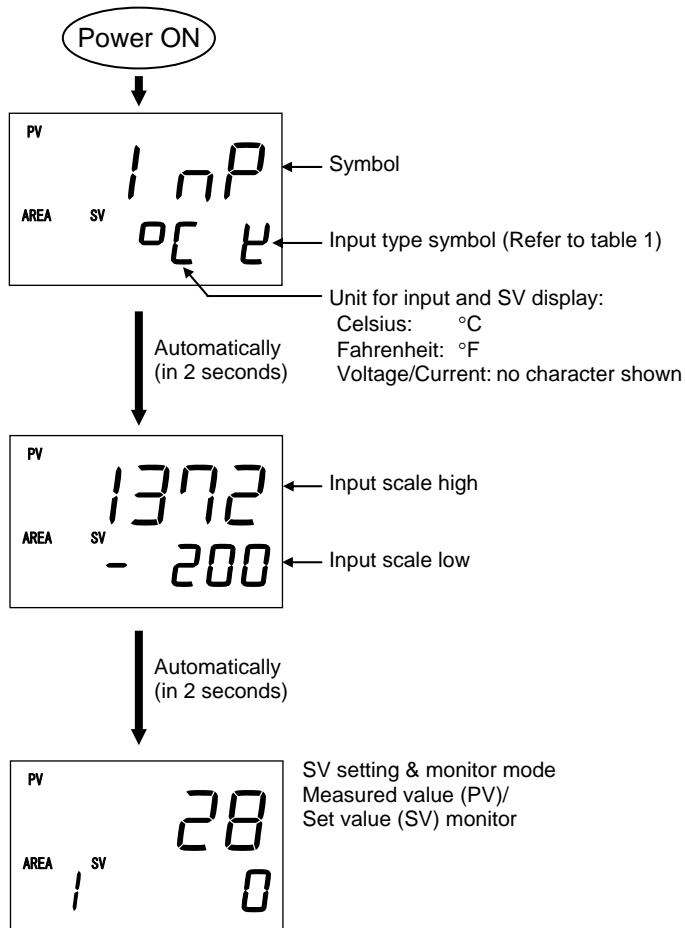 Power ON
PV
InP
Symbol
AREA SV
°C K
Input type symbol (Refer to table 1)
Unit for input and SV display:
Celsius: °C
Fahrenheit: °F
Voltage/Current: no character shown
Automatically
(in 2 seconds)
PV
1372
Input scale high
AREA SV
- 200
Input scale low
Automatically
(in 2 seconds)
PV
28
SV setting & monitor mode
Measured value (PV)/
Set value (SV) monitor
AREA SV
1 0